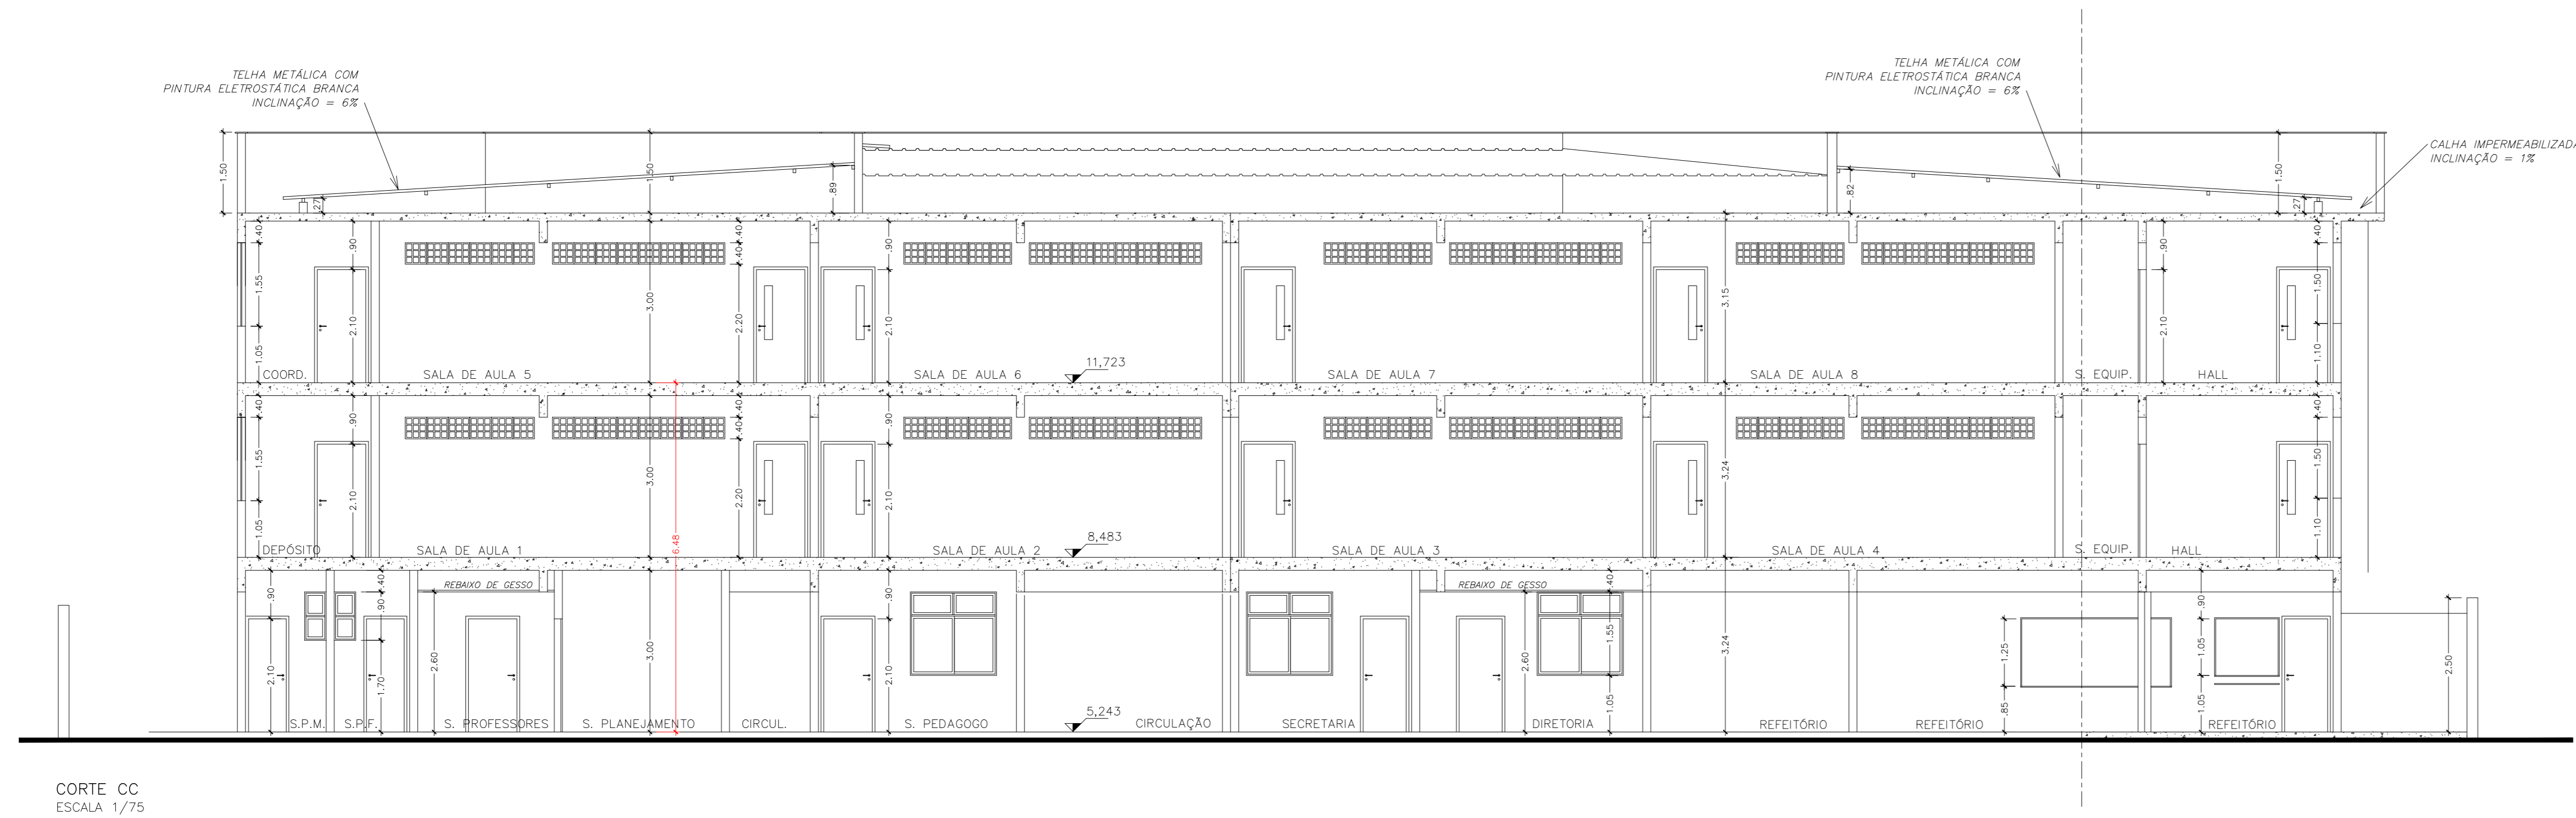 TELHA METÁLICA COM
PINTURA ELETROSTÁTICA BRANCA
INCLINAÇÃO = 6%
TELHA METÁLICA COM
PINTURA ELETROSTÁTICA BRANCA
INCLINAÇÃO = 6%
CALHA IMPERMEABILIZADA
INCLINAÇÃO = 1%
1.50
1.50
1.50
.27
.89
.82
.27
.40
.90
.40
.90
.90
.40
.40
1.55
3.00
3.15
1.50
2.10
2.20
2.10
2.10
1.05
1.10
11,723
COORD.
SALA DE AULA 5
SALA DE AULA 6
SALA DE AULA 7
SALA DE AULA 8
S. EQUIP.
HALL
.40
.90
.40
.90
.40
.40
1.55
3.00
3.24
1.50
2.10
2.20
2.10
1.05
1.10
6.48
8,483
DEPÓSITO
SALA DE AULA 1
SALA DE AULA 2
SALA DE AULA 3
SALA DE AULA 4
S. EQUIP.
HALL
REBAIXO DE GESSO
REBAIXO DE GESSO
.90
.40
.90
.90
.40
.90
2.10
1.70
2.60
3.00
2.10
2.60
1.55
1.05
3.24
1.25
.85
1.05
1.05
2.50
5,243
S.P.M.
S.P.F.
S. PROFESSORES
S. PLANEJAMENTO
CIRCUL.
S. PEDAGOGO
CIRCULAÇÃO
SECRETARIA
DIRETORIA
REFEITÓRIO
REFEITÓRIO
REFEITÓRIO
CORTE CC
ESCALA 1/75